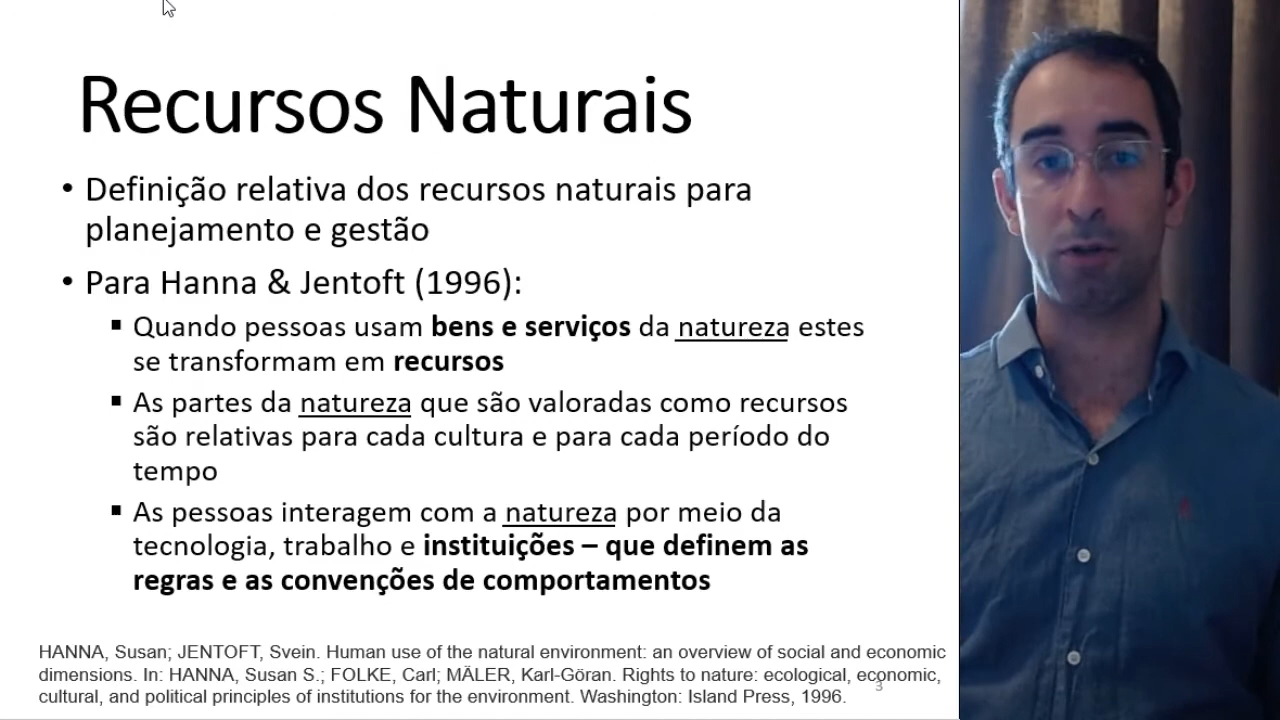 Recursos Naturais
• Definição relativa dos recursos naturais para
planejamento e gestão
• Para Hanna & Jentoft (1996):
▪ Quando pessoas usam bens e serviços da natureza estes
se transformam em recursos
▪ As partes da natureza que são valoradas como recursos
são relativas para cada cultura e para cada período do
tempo
▪ As pessoas interagem com a natureza por meio da
tecnologia, trabalho e instituições – que definem as
regras e as convenções de comportamentos
HANNA, Susan; JENTOFT, Svein. Human use of the natural environment: an overview of social and economic
dimensions. In: HANNA, Susan S.; FOLKE, Carl; MÄLER, Karl-Göran. Rights to nature: ecological, economic,
cultural, and political principles of institutions for the environment. Washington: Island Press, 1996.
3